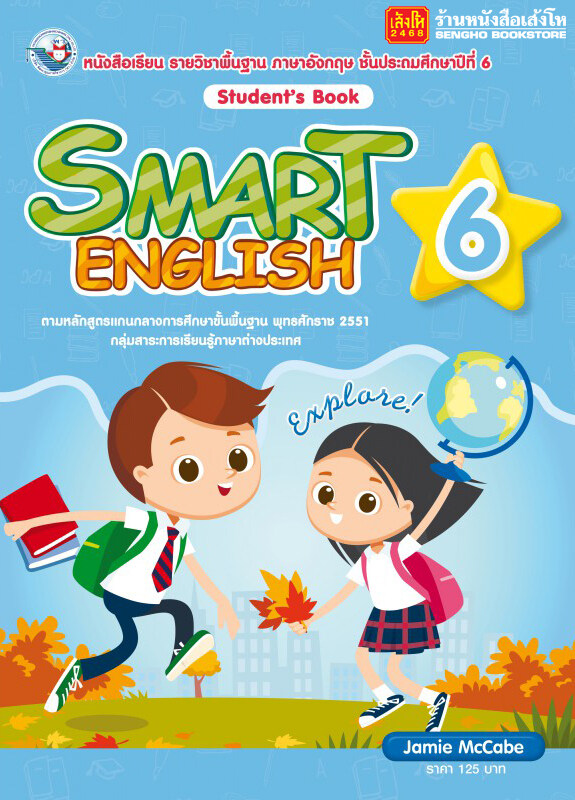 เส้งโห
2468
ร้านหนังสือเส้งโห
SENGHO BOOKSTORE
หนังสือเรียน รายวิชาพื้นฐาน ภาษาอังกฤษ ชั้นประถมศึกษาปีที่ 6
Student's Book
SMART
ENGLISH
6
ตามหลักสูตรแกนกลางการศึกษาขั้นพื้นฐาน พุทธศักราช 2551
กลุ่มสาระการเรียนรู้ภาษาต่างประเทศ
Explore!
Jamie McCabe
ราคา 125 บาท